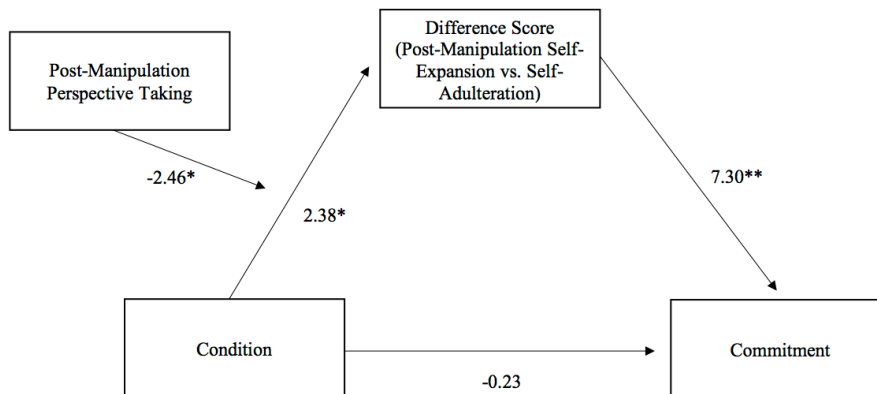 Difference Score
(Post-Manipulation Self-
Expansion vs. Self-
Adulteration)
Post-Manipulation
Perspective Taking
-2.46*
2.38*
7.30**
Condition
Commitment
-0.23